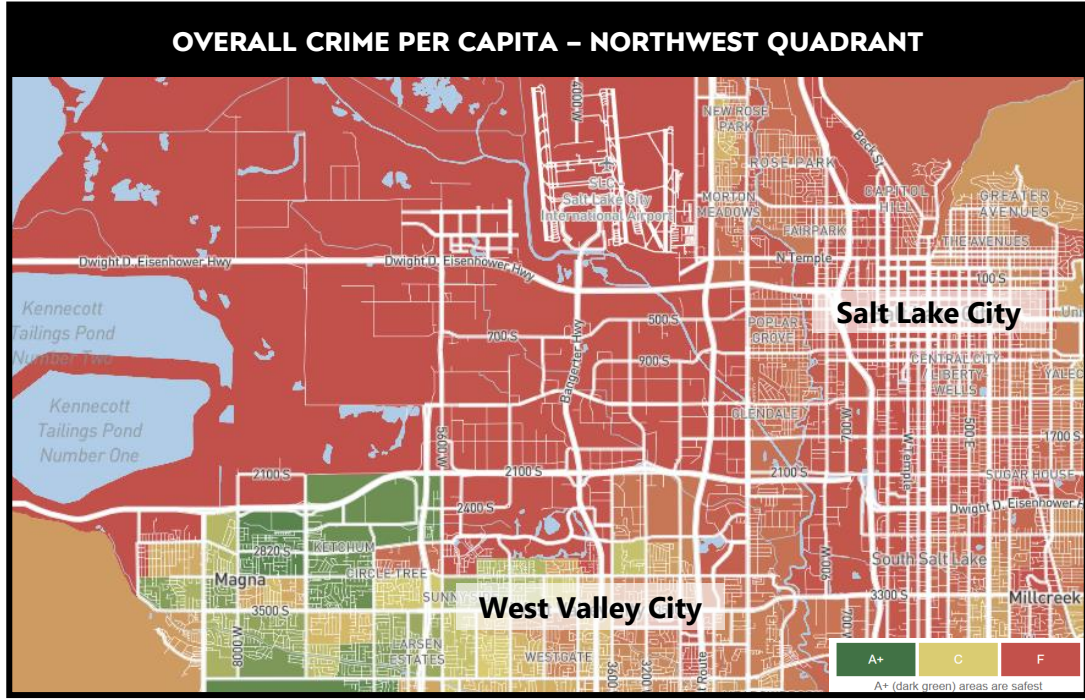 OVERALL CRIME PER CAPITA – NORTHWEST QUADRANT
4000 W
NEW ROSE
PARK
ROSE PARK
Beck St
SLC -
Salt Lake City
International Airport
MORTON
MEADOWS
CAPITOL
HILL
GREATER
AVENUES
FAIRPARK
THE AVENUES
Dwight D. Eisenhower Hwy
Dwight D. Eisenhower Hwy
N Temple
100 S
Kennecott
Tailings Pond
Number Two
Salt Lake City
Uni
700 S
500 S
POPLAR
GROVE
900 S
Bangerter Hwy
CENTRAL CITY
/ LIBERTY-
WELLS
YALEC
Kennecott
Tailings Pond
Number One
GLENDALE
700 W
W Temple
500 E
1700 S
5600 W
2100 S
2100 S
2100 S
SUGAR HOUSE
2400 S
Dwight D. Eisenhower H
2820 S
KETCHUM
Magna
CIRCLE TREE
900 W
South Salt Lake
SUNNY
West Valley City
3500 S
3300 S
Millcreek
8000 W
LARSEN
ESTATES
WESTGATE
3600
3200
t Route
700 W
A+
C
F
A+ (dark green) areas are safest